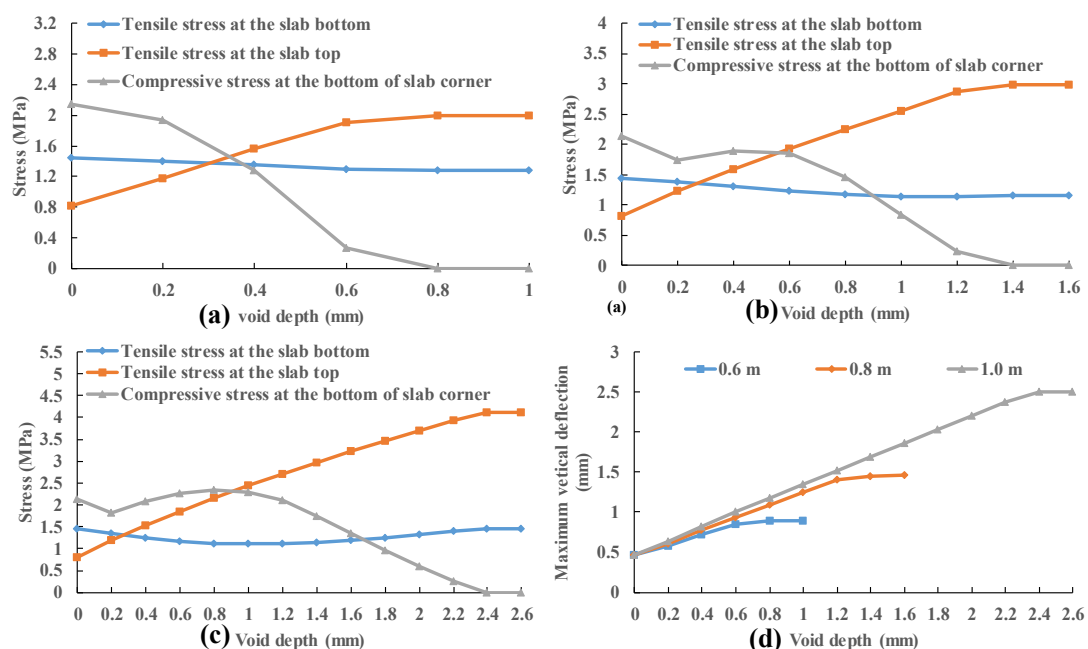 Tensile stress at the slab bottom
Tensile stress at the slab top
Compressive stress at the bottom of slab corner
Stress (MPa)
3.2
2.8
2.4
2
1.6
1.2
0.8
0.4
0
0 0.2 0.4 0.6 0.8 1
(a) void depth (mm)
Tensile stress at the slab bottom
Tensile stress at the slab top
Compressive stress at the bottom of slab corner
Stress (MPa)
4
3.5
3
2.5
2
1.5
1
0.5
0
0 0.2 0.4 0.6 0.8 1 1.2 1.4 1.6
(a) (b) Void depth (mm)
Tensile stress at the slab bottom
Tensile stress at the slab top
Compressive stress at the bottom of slab corner
Stress (MPa)
5.5
5
4.5
4
3.5
3
2.5
2
1.5
1
0.5
0
0 0.2 0.4 0.6 0.8 1 1.2 1.4 1.6 1.8 2 2.2 2.4 2.6
(c) Void depth (mm)
0.6 m 0.8 m 1.0 m
Maximum vetical deflection
(mm)
3
2.5
2
1.5
1
0.5
0
0 0.2 0.4 0.6 0.8 1 1.2 1.4 1.6 1.8 2 2.2 2.4 2.6
(d) Void depth (mm)